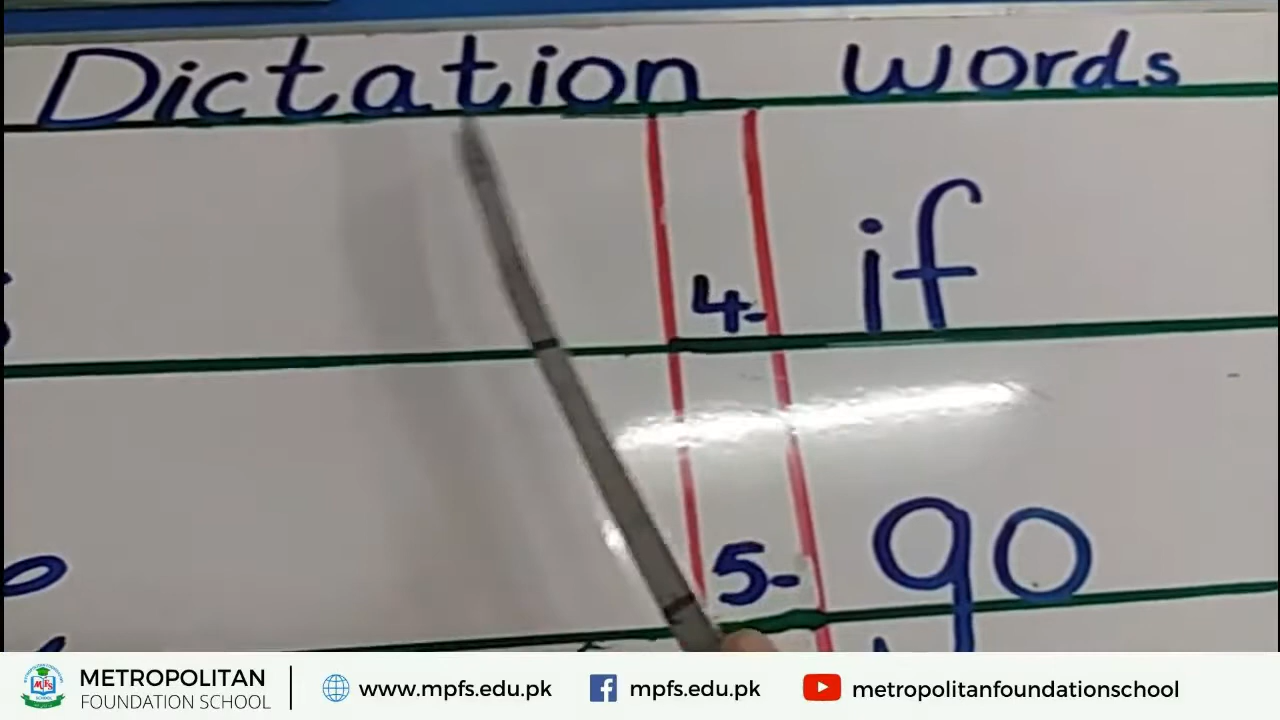 Dictation words
4- if
5- go
METROPOLITAN
FOUNDATION SCHOOL
www.mpfs.edu.pk
mpfs.edu.pk
metropolitanfoundationschool